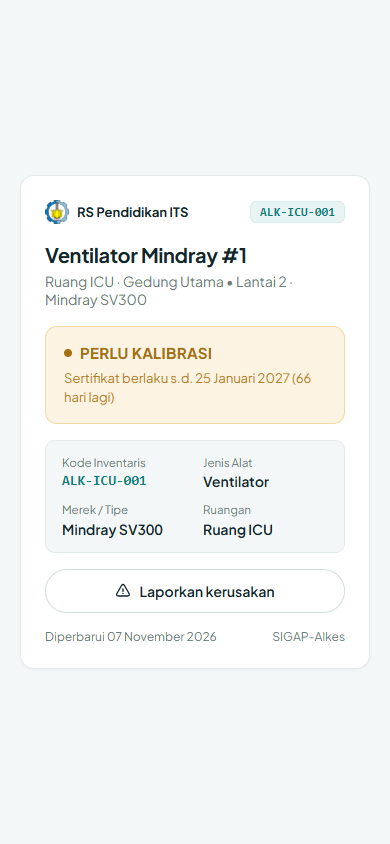 RS Pendidikan ITS
ALK-ICU-001
Ventilator Mindray #1
Ruang ICU · Gedung Utama • Lantai 2 ·
Mindray SV300
PERLU KALIBRASI
Sertifikat berlaku s.d. 25 Januari 2027 (66
hari lagi)
Kode Inventaris
ALK-ICU-001
Jenis Alat
Ventilator
Merek / Tipe
Mindray SV300
Ruangan
Ruang ICU
Laporkan kerusakan
Diperbarui 07 November 2026
SIGAP-Alkes